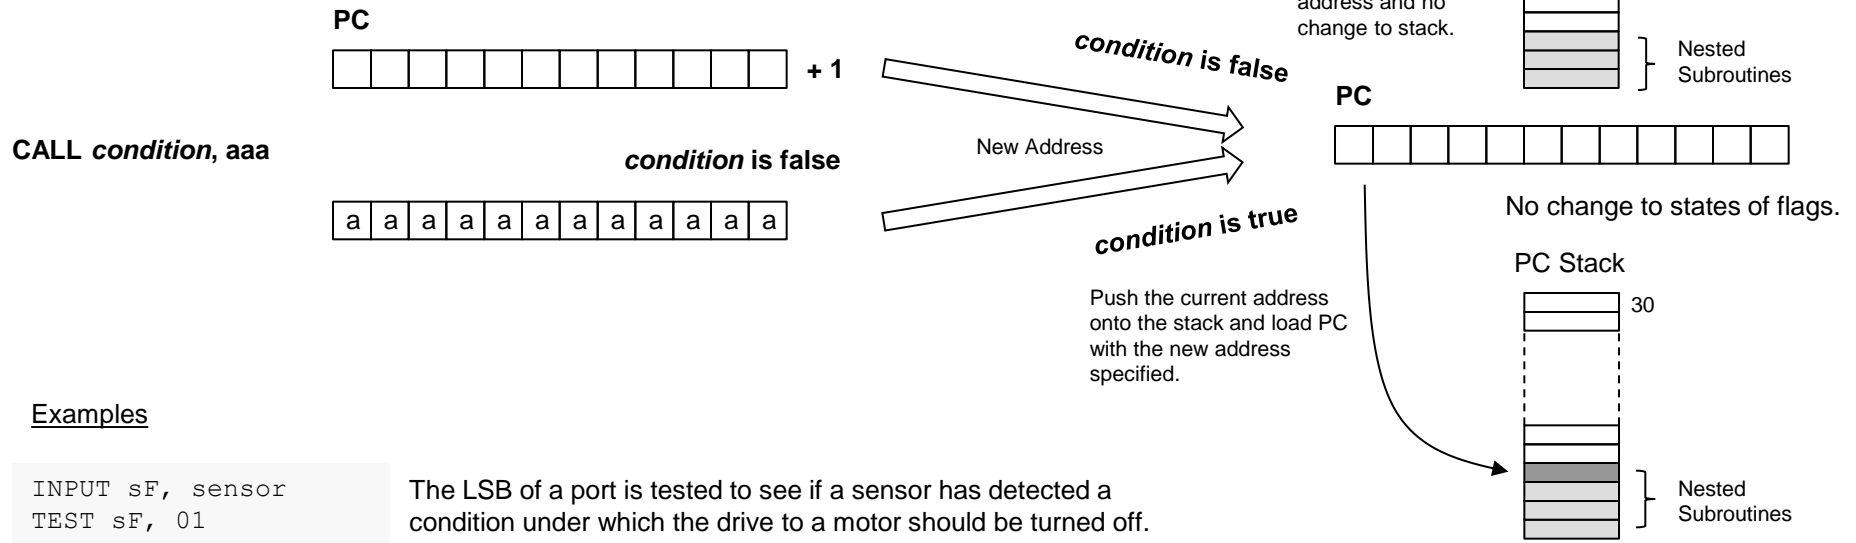 address and no
change to stack.
Nested
Subroutines
PC
+ 1
condition is false
PC
CALL condition, aaa
condition is false
New Address
a a a a a a a a a a a a
condition is true
No change to states of flags.
PC Stack
30
Push the current address
onto the stack and load PC
with the new address
specified.
Examples
INPUT sF, sensor
TEST sF, 01
The LSB of a port is tested to see if a sensor has detected a
condition under which the drive to a motor should be turned off.
Nested
Subroutines